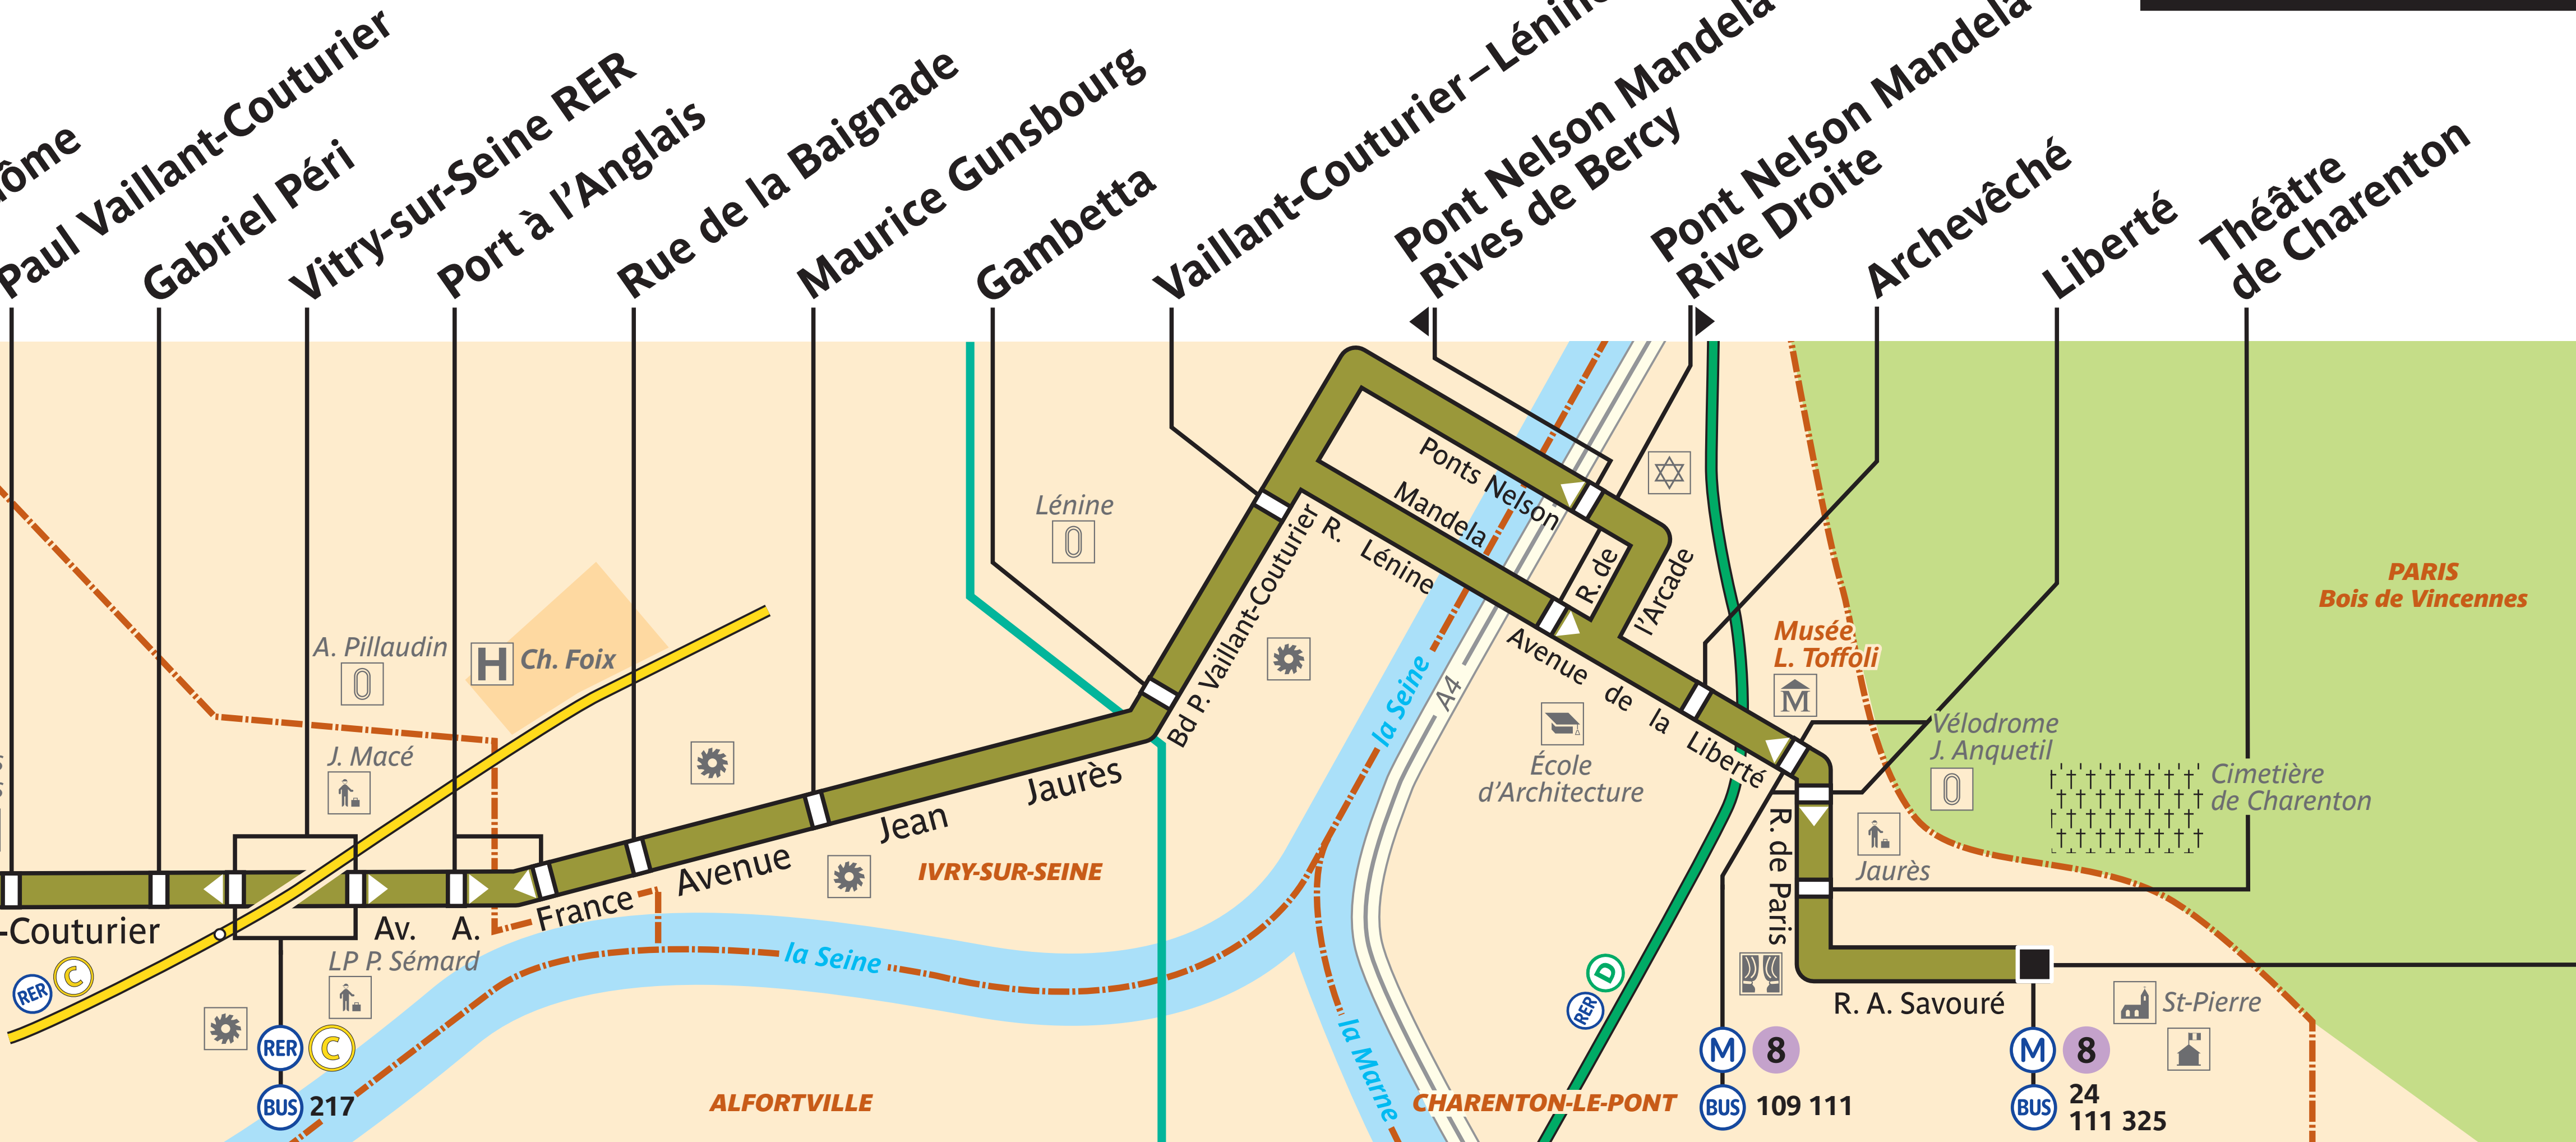 ôme
Paul Vaillant-Couturier
Gabriel Péri
Vitry-sur-Seine RER
Port à l’Anglais
Rue de la Baignade
Maurice Gunsbourg
Gambetta
Vaillant-Couturier – Lénine
Pont Nelson Mandela
Rives de Bercy
Pont Nelson Mandela
Rive Droite
Archevêché
Liberté
Théâtre
de Charenton
Lénine
Ponts Nelson
Mandela
R. Lénine
R. de
l’Arcade
Bd P. Vaillant-Couturier
Avenue de la Liberté
la Seine
A4
PARIS
Bois de Vincennes
Musée
L. Toffoli
A. Pillaudin
H Ch. Foix
J. Macé
École
d’Architecture
Vélodrome
J. Anquetil
Cimetière
de Charenton
Jaurès
R. de Paris
-Couturier
Av. A. France
Avenue Jean Jaurès
IVRY-SUR-SEINE
LP P. Sémard
la Seine
la Marne
RER C
RER D
R. A. Savouré
St-Pierre
RER C
BUS 217
ALFORTVILLE
CHARENTON-LE-PONT
M 8
BUS 109 111
M 8
BUS 24
111 325